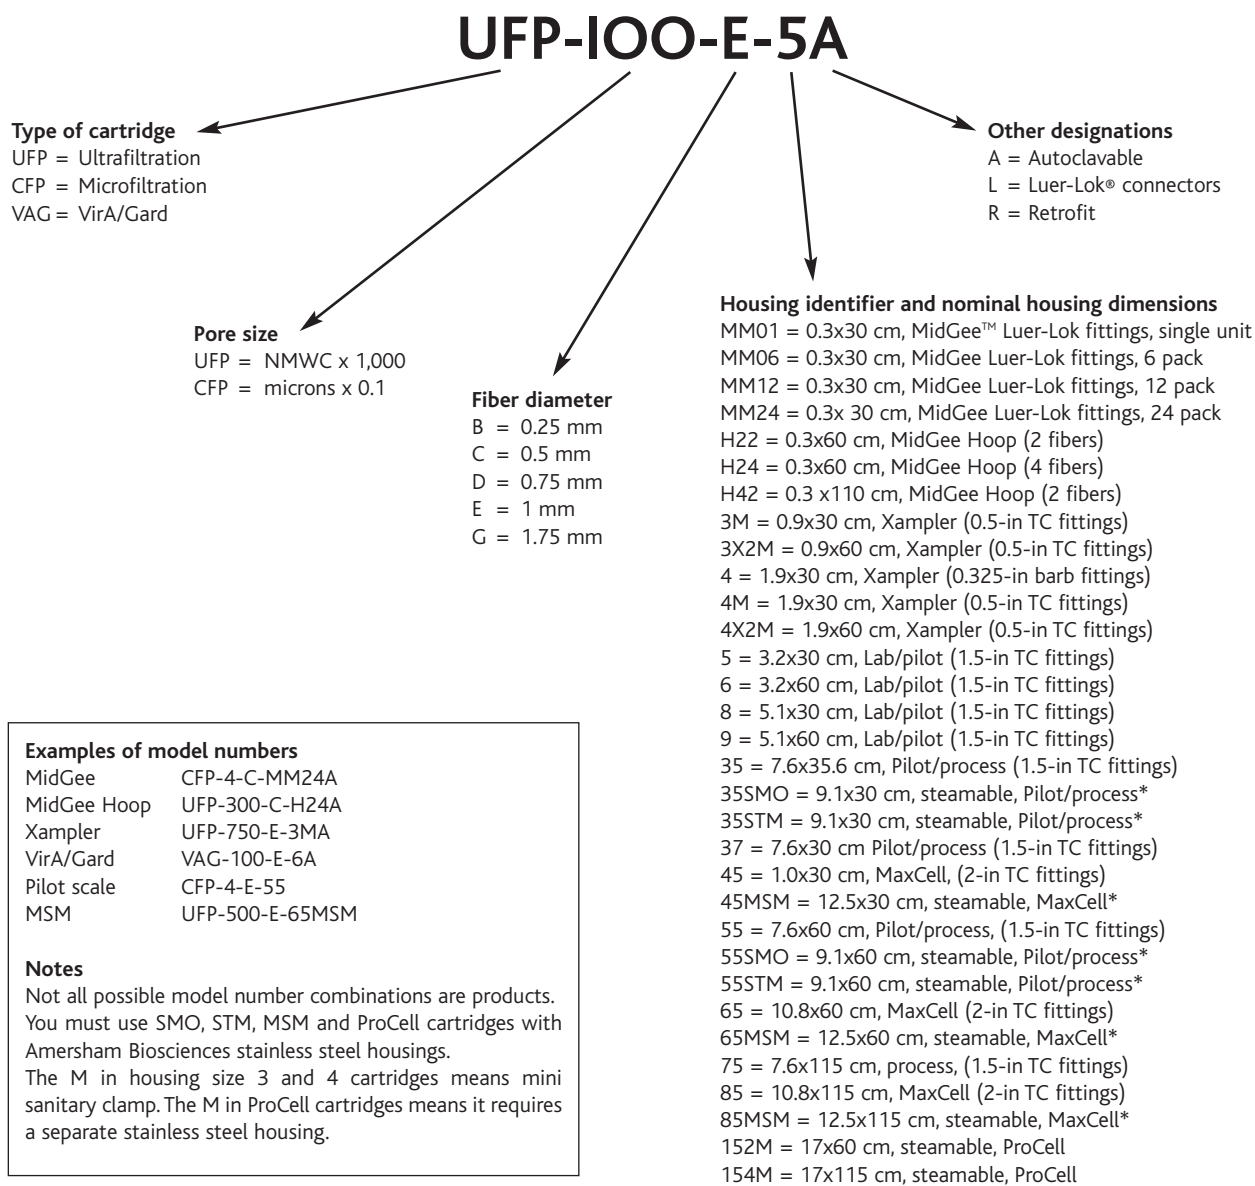 UFP-IOO-E-5A
Type of cartridge
UFP = Ultrafiltration
CFP = Microfiltration
VAG = VirA/Gard
Other designations
A = Autoclavable
L = Luer-Lok® connectors
R = Retrofit
Pore size
UFP = NMWC x 1,000
CFP = microns x 0.1
Fiber diameter
B = 0.25 mm
C = 0.5 mm
D = 0.75 mm
E = 1 mm
G = 1.75 mm
Housing identifier and nominal housing dimensions
MM01 = 0.3x30 cm, MidGee™ Luer-Lok fittings, single unit
MM06 = 0.3x30 cm, MidGee Luer-Lok fittings, 6 pack
MM12 = 0.3x30 cm, MidGee Luer-Lok fittings, 12 pack
MM24 = 0.3x 30 cm, MidGee Luer-Lok fittings, 24 pack
H22 = 0.3x60 cm, MidGee Hoop (2 fibers)
H24 = 0.3x60 cm, MidGee Hoop (4 fibers)
H42 = 0.3 x110 cm, MidGee Hoop (2 fibers)
3M = 0.9x30 cm, Xampler (0.5-in TC fittings)
3X2M = 0.9x60 cm, Xampler (0.5-in TC fittings)
4 = 1.9x30 cm, Xampler (0.325-in barb fittings)
4M = 1.9x30 cm, Xampler (0.5-in TC fittings)
4X2M = 1.9x60 cm, Xampler (0.5-in TC fittings)
5 = 3.2x30 cm, Lab/pilot (1.5-in TC fittings)
6 = 3.2x60 cm, Lab/pilot (1.5-in TC fittings)
8 = 5.1x30 cm, Lab/pilot (1.5-in TC fittings)
9 = 5.1x60 cm, Lab/pilot (1.5-in TC fittings)
35 = 7.6x35.6 cm, Pilot/process (1.5-in TC fittings)
35SMO = 9.1x30 cm, steamable, Pilot/process*
35STM = 9.1x30 cm, steamable, Pilot/process*
37 = 7.6x30 cm Pilot/process (1.5-in TC fittings)
45 = 1.0x30 cm, MaxCell, (2-in TC fittings)
45MSM = 12.5x30 cm, steamable, MaxCell*
55 = 7.6x60 cm, Pilot/process, (1.5-in TC fittings)
55SMO = 9.1x60 cm, steamable, Pilot/process*
55STM = 9.1x60 cm, steamable, Pilot/process*
65 = 10.8x60 cm, MaxCell (2-in TC fittings)
65MSM = 12.5x60 cm, steamable, MaxCell*
75 = 7.6x115 cm, process, (1.5-in TC fittings)
85 = 10.8x115 cm, MaxCell (2-in TC fittings)
85MSM = 12.5x115 cm, steamable, MaxCell*
152M = 17x60 cm, steamable, ProCell
154M = 17x115 cm, steamable, ProCell
Examples of model numbers
MidGee CFP-4-C-MM24A
MidGee Hoop UFP-300-C-H24A
Xampler UFP-750-E-3MA
VirA/Gard VAG-100-E-6A
Pilot scale CFP-4-E-55
MSM UFP-500-E-65MSM
Notes
Not all possible model number combinations are products.
You must use SMO, STM, MSM and ProCell cartridges with
Amersham Biosciences stainless steel housings.
The M in housing size 3 and 4 cartridges means mini
sanitary clamp. The M in ProCell cartridges means it requires
a separate stainless steel housing.